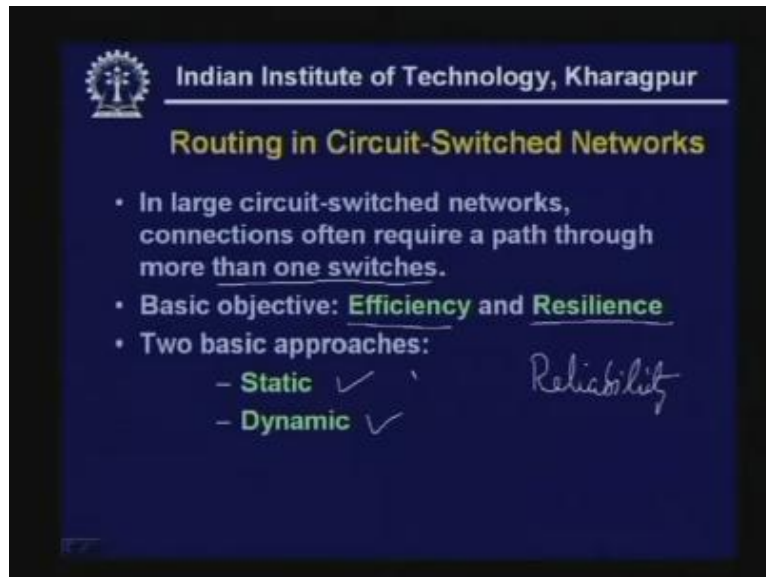 Indian Institute of Technology, Kharagpur
Routing in Circuit-Switched Networks
• In large circuit-switched networks,
connections often require a path through
more than one switches.
• Basic objective: Efficiency and Resilience
• Two basic approaches:
– Static ✓
Reliability
– Dynamic ✓